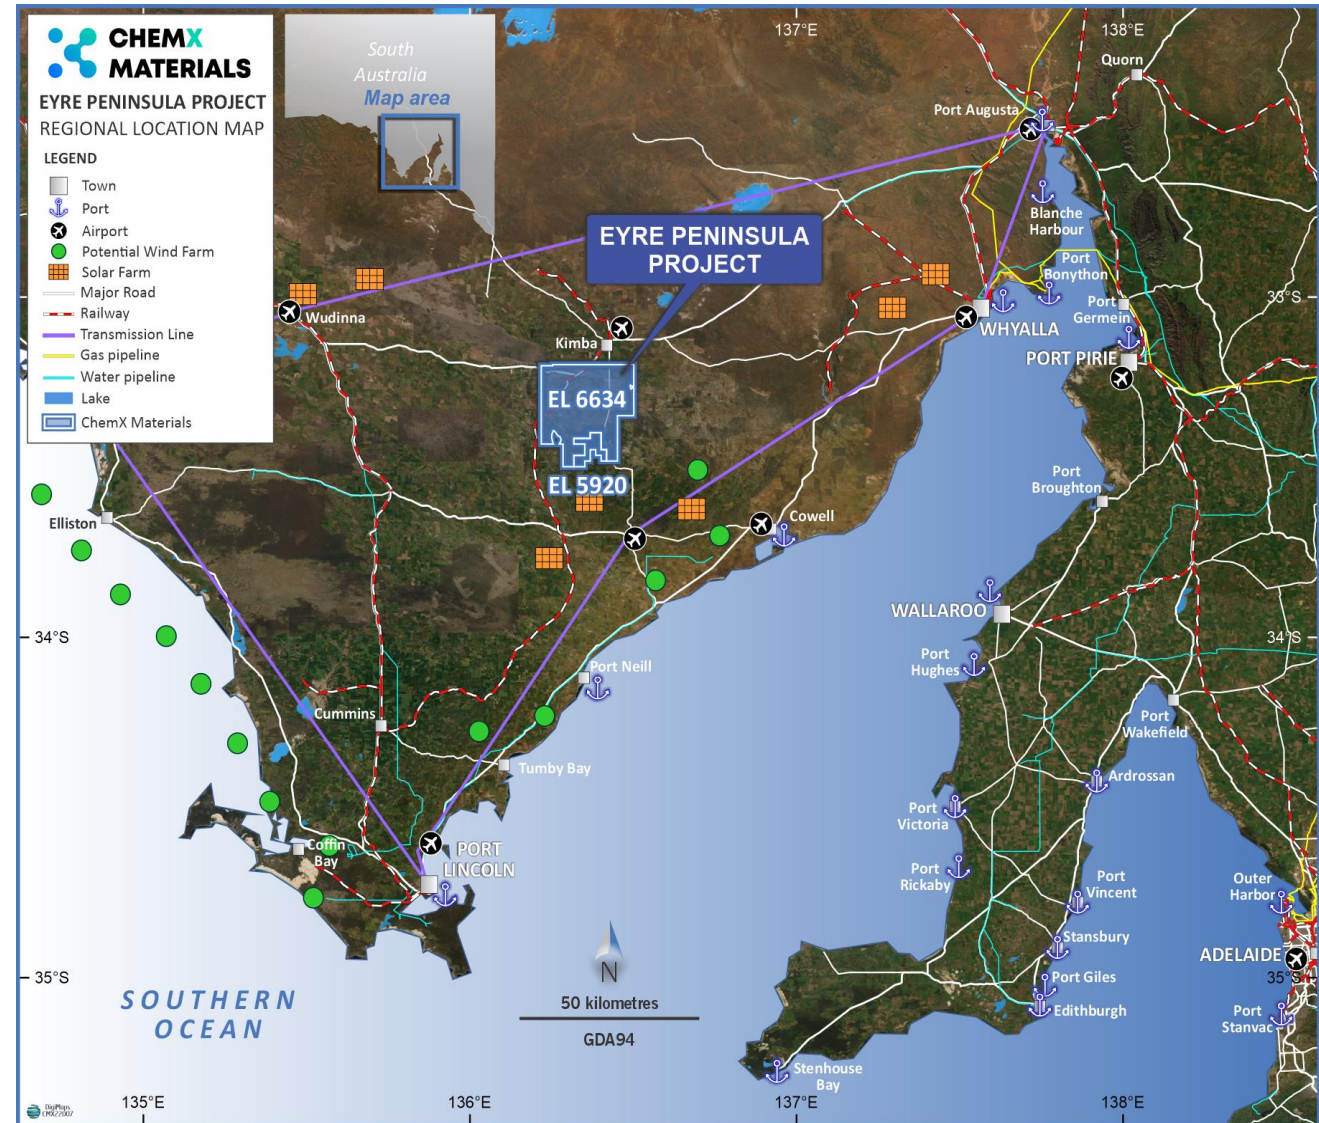 CHEMX
MATERIALS
EYRE PENINSULA PROJECT
REGIONAL LOCATION MAP
LEGEND
Town
Port
Airport
Potential Wind Farm
Solar Farm
Major Road
Railway
Transmission Line
Gas pipeline
Water pipeline
Lake
ChemX Materials
South
Australia
Map area
137°E
138°E
Quorn
Port Augusta
Blanche
Harbour
EYRE PENINSULA
PROJECT
Port
Bonython
33°S
Port
Germein
Wudinna
WHYALLA
Kimba
PORT PIRIE
EL 6634
EL 5920
Port
Broughton
Elliston
Cowell
WALLAROO
34°S
34°S
Port
Hughes
Port Neill
Cummins
Port
Wakefield
Tumby Bay
Ardrossan
Port
Victoria
Coffin
Bay
PORT
LINCOLN
Port
Rickaby
Port
Vincent
Outer
Harbor
Stansbury
ADELAIDE
35°S
35°S
Port Giles
Edithburgh
Port
Stanvac
SOUTHERN
OCEAN
N
50 kilometres
GDA94
Stenhouse
Bay
DigiMaps
CMX22007
135°E
136°E
137°E
138°E